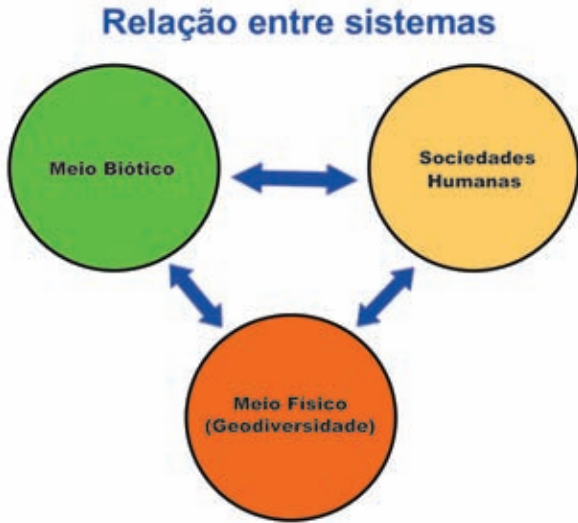 Relação entre sistemas
Meio Biótico
Sociedades
Humanas
Meio Físico
(Geodiversidade)